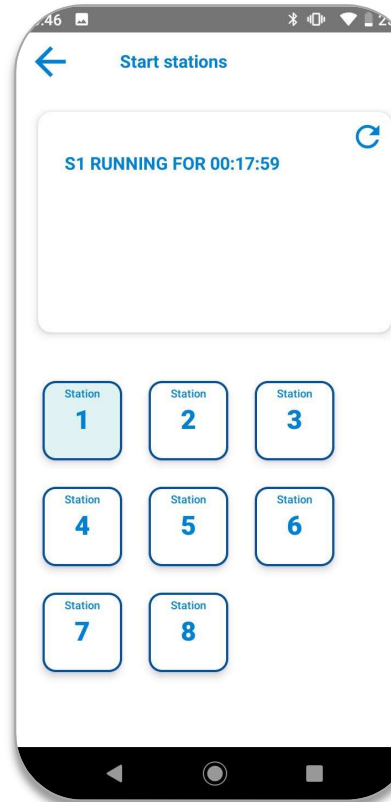 :46
Start stations
S1 RUNNING FOR 00:17:59
Station
1
Station
2
Station
3
Station
4
Station
5
Station
6
Station
7
Station
8